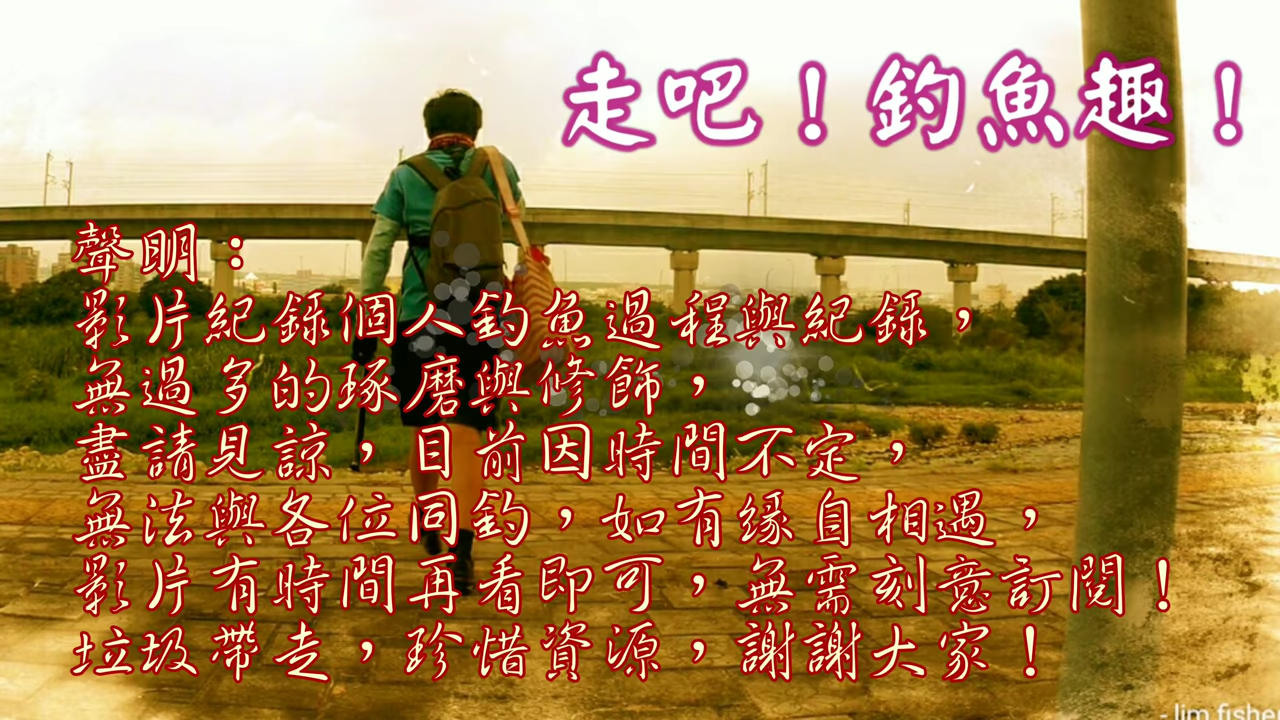 走吧！釣魚趣！
聲明：
影片紀錄個人釣魚過程與紀錄，
無過多的琢磨與修飾，
盡請見諒，目前因時間不定，
無法與各位同釣，如有緣自相遇，
影片有時間再看即可，無需刻意訂閱！
垃圾帶走，珍惜資源，謝謝大家！
- lim fisher